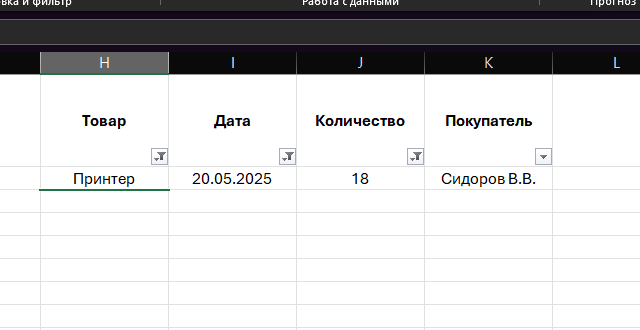 вка и фильтр Работа с данными Прогноз
H I J K L
Товар Дата Количество Покупатель
Принтер 20.05.2025 18 Сидоров В.В.